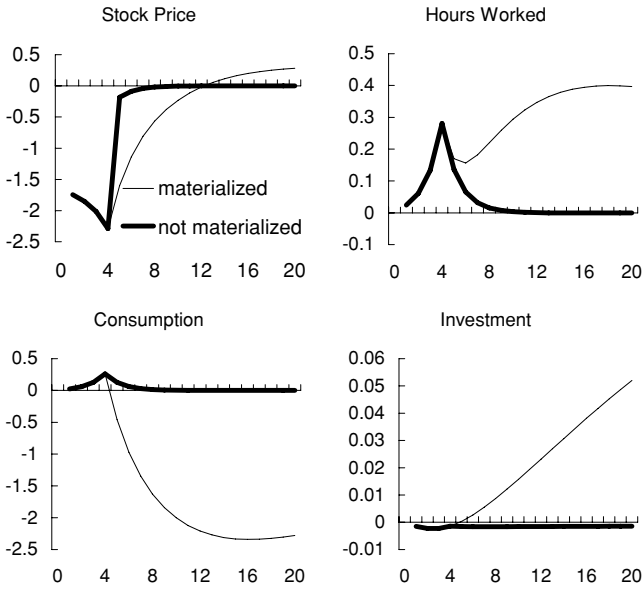 Stock Price
0.5
0
-0.5
-1
-1.5
-2
-2.5
materialized
not materialized
0 4 8 12 16 20
Hours Worked
0.5
0.4
0.3
0.2
0.1
0
-0.1
0 4 8 12 16 20
Consumption
0.5
0
-0.5
-1
-1.5
-2
-2.5
0 4 8 12 16 20
Investment
0.06
0.05
0.04
0.03
0.02
0.01
0
-0.01
0 4 8 12 16 20